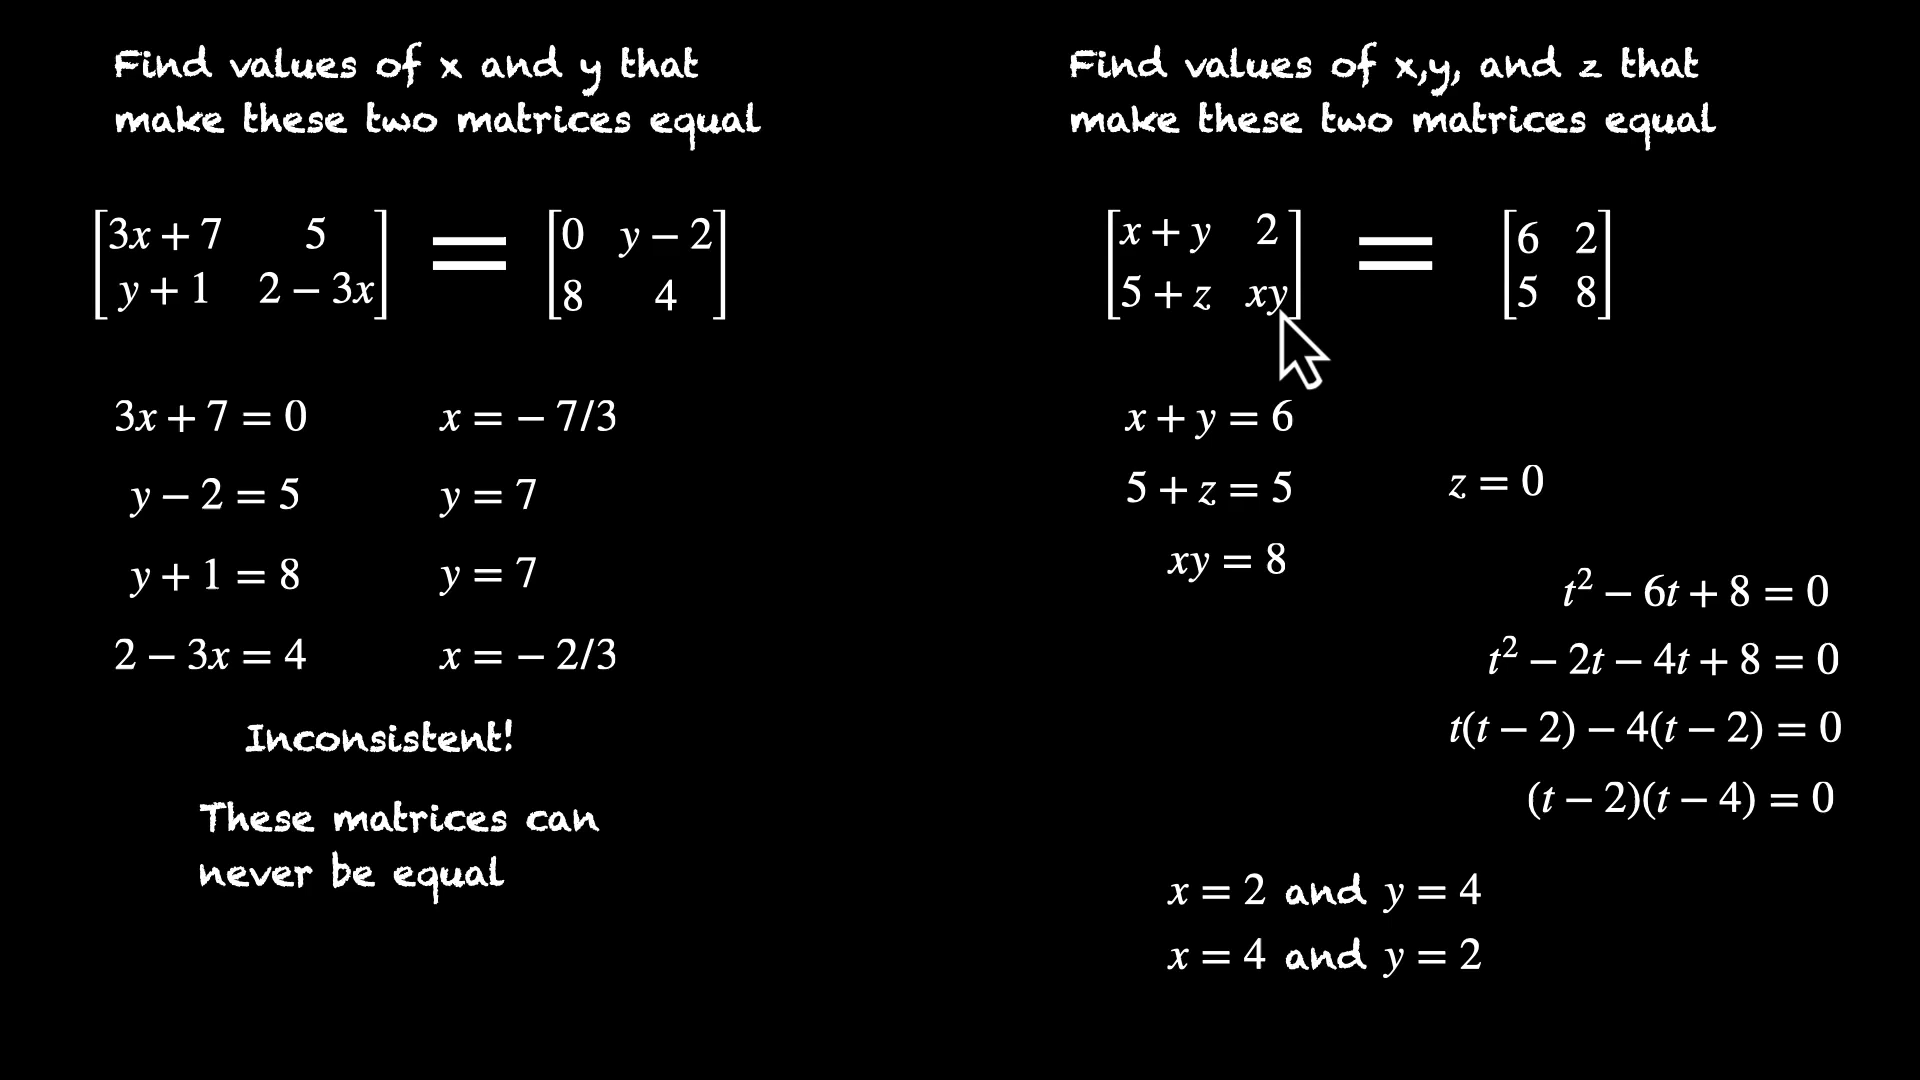 Find values of x and y that
make these two matrices equal
[3x + 7 5
y + 1 2 − 3x] = [0 y − 2
8 4]
3x + 7 = 0 x = − 7/3
y − 2 = 5 y = 7
y + 1 = 8 y = 7
2 − 3x = 4 x = − 2/3
Inconsistent!
These matrices can
never be equal
Find values of x,y, and z that
make these two matrices equal
[x + y 2
5 + z xy] = [6 2
5 8]
x + y = 6
5 + z = 5 z = 0
xy = 8
t² − 6t + 8 = 0
t² − 2t − 4t + 8 = 0
t(t − 2) − 4(t − 2) = 0
(t − 2)(t − 4) = 0
x = 2 and y = 4
x = 4 and y = 2